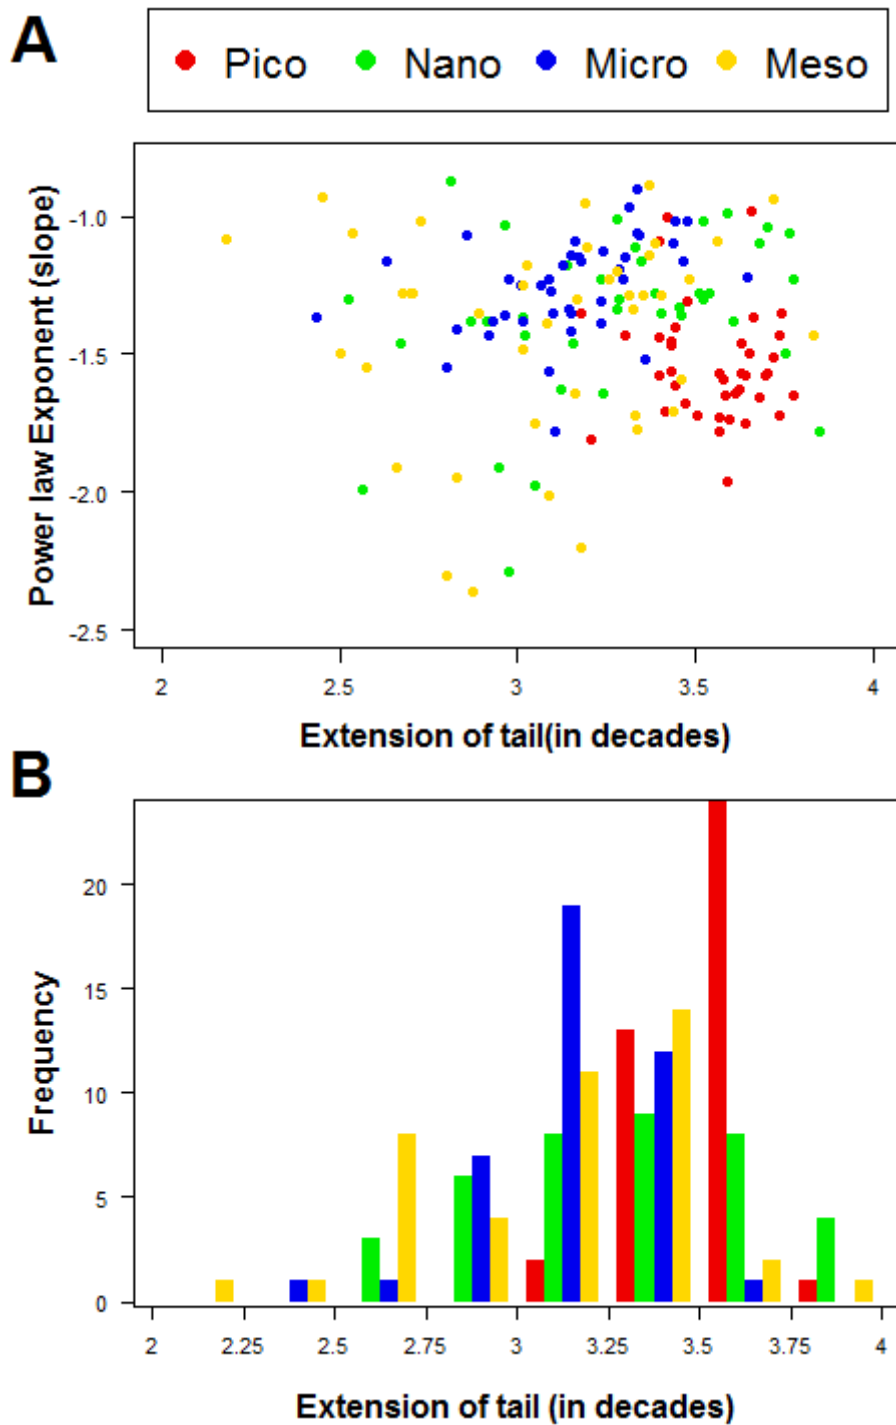 A
Pico Nano Micro Meso
Power law Exponent (slope)
-1.0
-1.5
-2.0
-2.5
2 2.5 3 3.5 4
Extension of tail(in decades)
B
Frequency
20
15
10
5
0
2 2.25 2.5 2.75 3 3.25 3.5 3.75 4
Extension of tail (in decades)